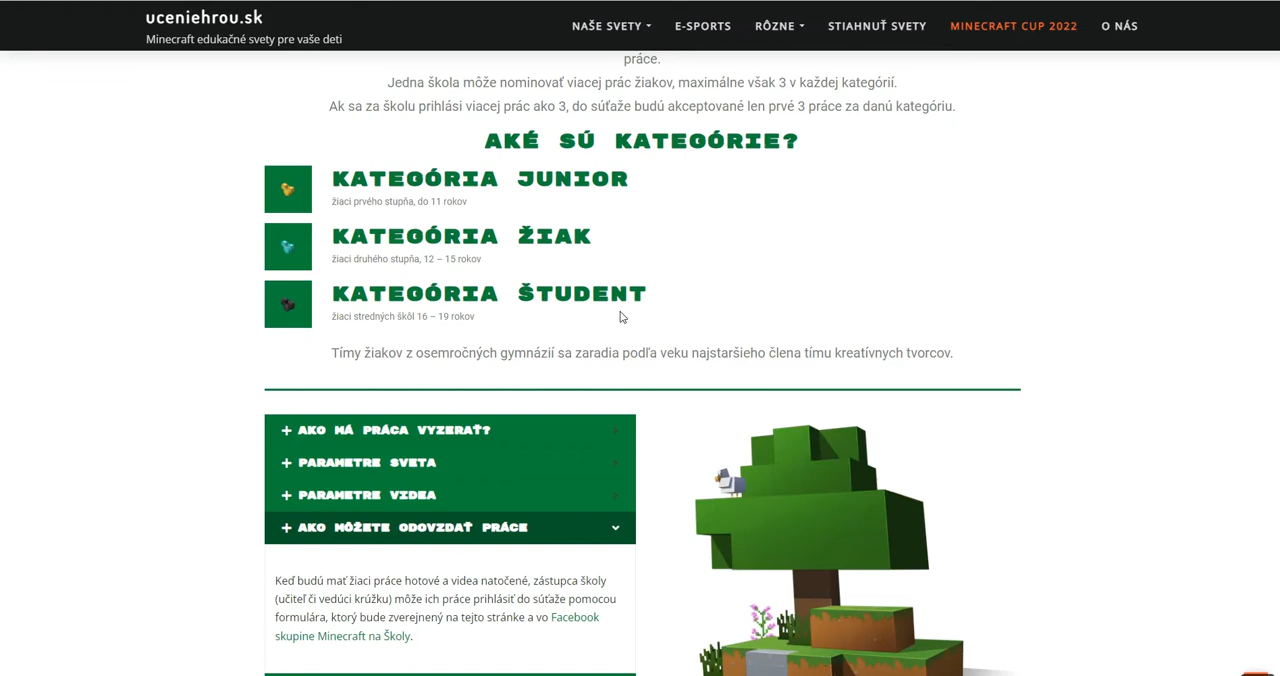 uceniehrou.sk
Minecraft edukačné svety pre vaše deti
NAŠE SVETY E-SPORTS RÔZNE STIAHNUŤ SVETY MINECRAFT CUP 2022 O NÁS
práce.
Jedna škola môže nominovať viacej prác žiakov, maximálne však 3 v každej kategórií.
Ak sa za školu prihlási viacej prác ako 3, do súťaže budú akceptované len prvé 3 práce za danú kategóriu.
AKÉ SÚ KATEGÓRIE?
KATEGÓRIA JUNIOR
žiaci prvého stupňa, do 11 rokov
KATEGÓRIA ŽIAK
žiaci druhého stupňa, 12 – 15 rokov
KATEGÓRIA ŠTUDENT
žiaci stredných škôl 16 – 19 rokov
Tímy žiakov z osemročných gymnázií sa zaradia podľa veku najstaršieho člena tímu kreatívnych tvorcov.
+ AKO MÁ PRÁCA VYZERAŤ?
+ PARAMETRE SVETA
+ PARAMETRE VIDEA
+ AKO MÔŽETE ODOVZDAŤ PRÁCE
Keď budú mať žiaci práce hotové a videa natočené, zástupca školy
(učiteľ či vedúci krúžku) môže ich práce prihlásiť do súťaže pomocou
formulára, ktorý bude zverejnený na tejto stránke a vo Facebook
skupine Minecraft na Školy.